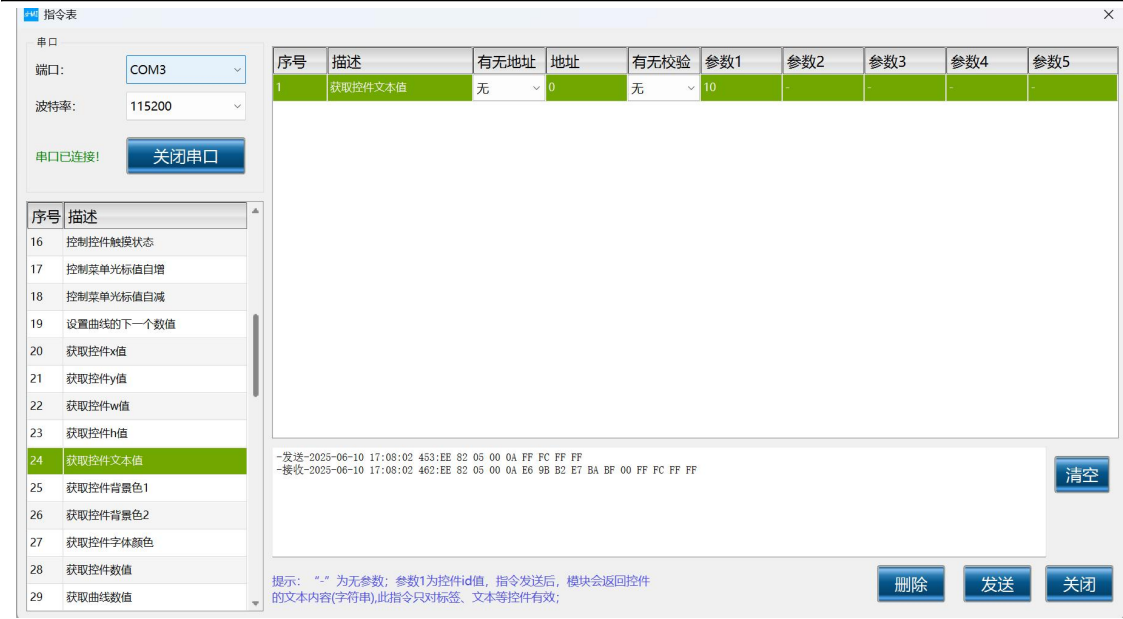 指令表
串口
端口: COM3
波特率: 115200
串口已连接! 关闭串口
序号 描述
16 控制控件触摸状态
17 控制菜单光标值自增
18 控制菜单光标值自减
19 设置曲线的下一个数值
20 获取控件x值
21 获取控件y值
22 获取控件w值
23 获取控件h值
24 获取控件文本值
25 获取控件背景色1
26 获取控件背景色2
27 获取控件字体颜色
28 获取控件数值
29 获取曲线数值
序号 描述 有无地址 地址 有无校验 参数1 参数2 参数3 参数4 参数5
1 获取控件文本值 无 0 无 10 - - - -
-发送-2025-06-10 17:08:02 453:EE 82 05 00 0A FF FC FF FF
-接收-2025-06-10 17:08:02 462:EE 82 05 00 0A E6 9B B2 E7 BA BF 00 FF FC FF FF
清空
提示: “-”为无参数; 参数1为控件id值, 指令发送后, 模块会返回控件
的文本内容(字符串),此指令只对标签、文本等控件有效;
删除 发送 关闭